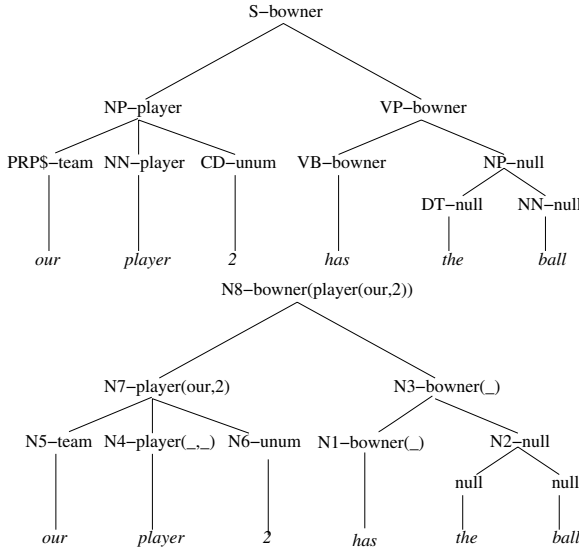 S–bowner
NP–player VP–bowner
PRP$–team NN–player CD–unum VB–bowner NP–null
DT–null NN–null
our player 2 has the ball
N8–bowner(player(our,2))
N7–player(our,2) N3–bowner(_)
N5–team N4–player(_,_) N6–unum N1–bowner(_) N2–null
null null
our player 2 has the ball